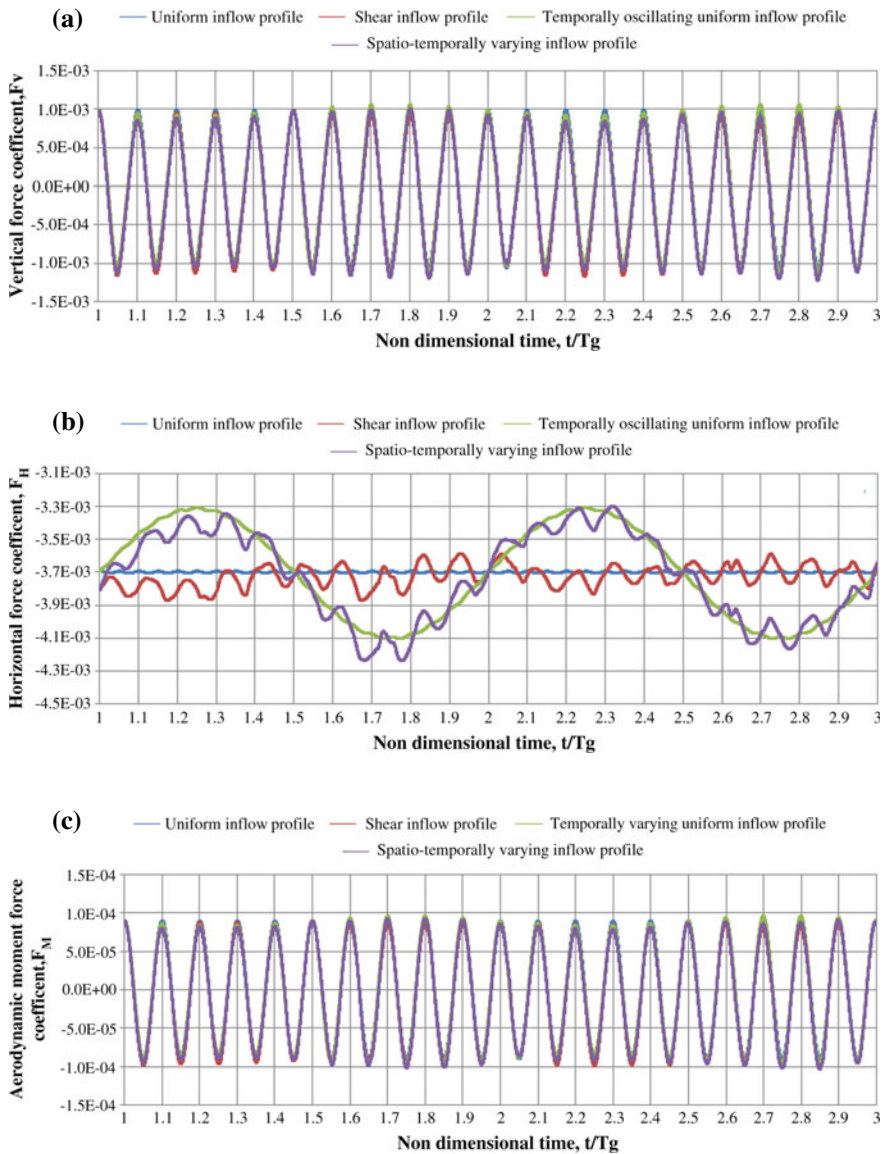 (a)
Uniform inflow profile Shear inflow profile Temporally oscillating uniform inflow profile
Spatio-temporally varying inflow profile
Vertical force coefficent,Fv
1.5E-03
1.0E-03
5.0E-04
0.0E+00
-5.0E-04
-1.0E-03
-1.5E-03
1 1.1 1.2 1.3 1.4 1.5 1.6 1.7 1.8 1.9 2 2.1 2.2 2.3 2.4 2.5 2.6 2.7 2.8 2.9 3
Non dimensional time, t/Tg
(b)
Uniform inflow profile Shear inflow profile Temporally oscillating uniform inflow profile
Spatio-temporally varying inflow profile
Horizontal force coefficent, F_H
-3.1E-03
-3.3E-03
-3.5E-03
-3.7E-03
-3.9E-03
-4.1E-03
-4.3E-03
-4.5E-03
1 1.1 1.2 1.3 1.4 1.5 1.6 1.7 1.8 1.9 2 2.1 2.2 2.3 2.4 2.5 2.6 2.7 2.8 2.9 3
Non dimensional time, t/Tg
(c)
Uniform inflow profile Shear inflow profile Temporally varying uniform inflow profile
Spatio-temporally varying inflow profile
Aerodynamic moment force
coefficent,F_M
1.5E-04
1.0E-04
5.0E-05
0.0E+00
-5.0E-05
-1.0E-04
-1.5E-04
1 1.1 1.2 1.3 1.4 1.5 1.6 1.7 1.8 1.9 2 2.1 2.2 2.3 2.4 2.5 2.6 2.7 2.8 2.9 3
Non dimensional time, t/Tg